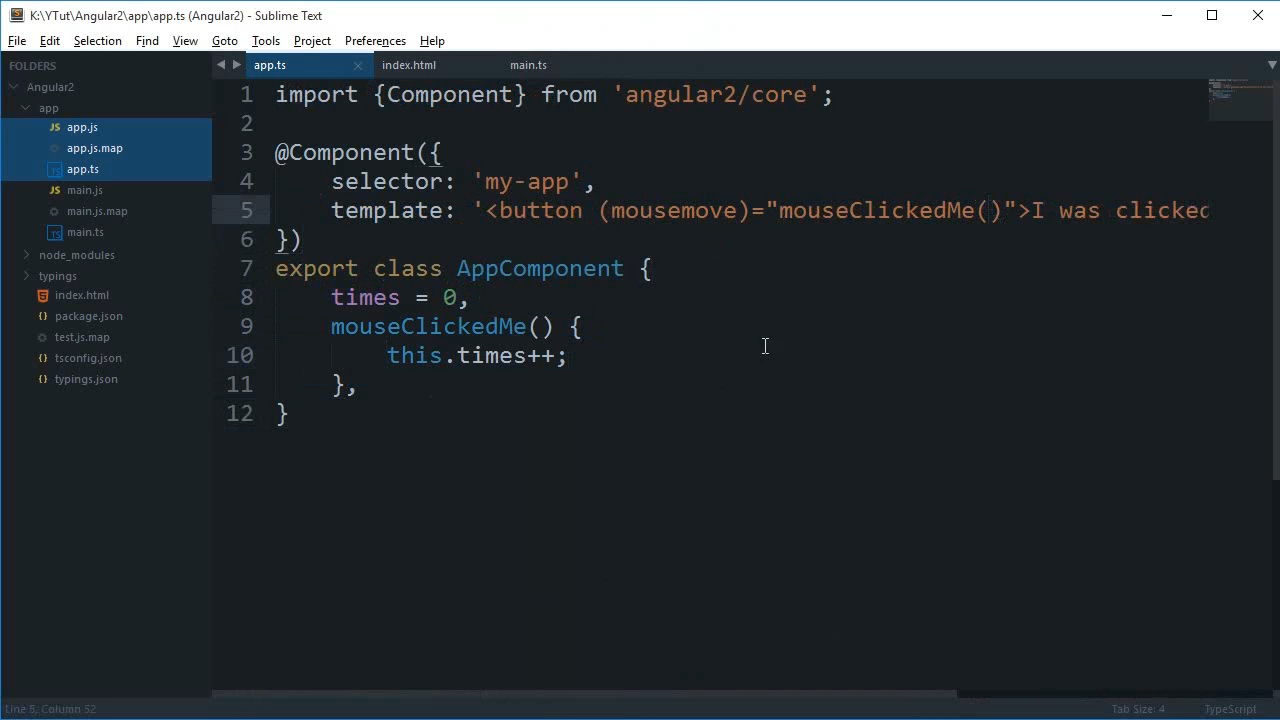 K:\YTut\Angular2\app\app.ts (Angular2) - Sublime Text
File Edit Selection Find View Goto Tools Project Preferences Help
FOLDERS
Angular2
app
app.js
app.js.map
app.ts
main.js
main.js.map
main.ts
node_modules
typings
index.html
package.json
test.js.map
tsconfig.json
typings.json
app.ts index.html main.ts
1 import {Component} from 'angular2/core';
2
3 @Component({
4 selector: 'my-app',
5 template: '<button (mousemove)="mouseClickedMe()">I was clicked
6 })
7 export class AppComponent {
8 times = 0,
9 mouseClickedMe() {
10 this.times++;
11 },
12 }
Line 5, Column 52 Tab Size: 4 TypeScript